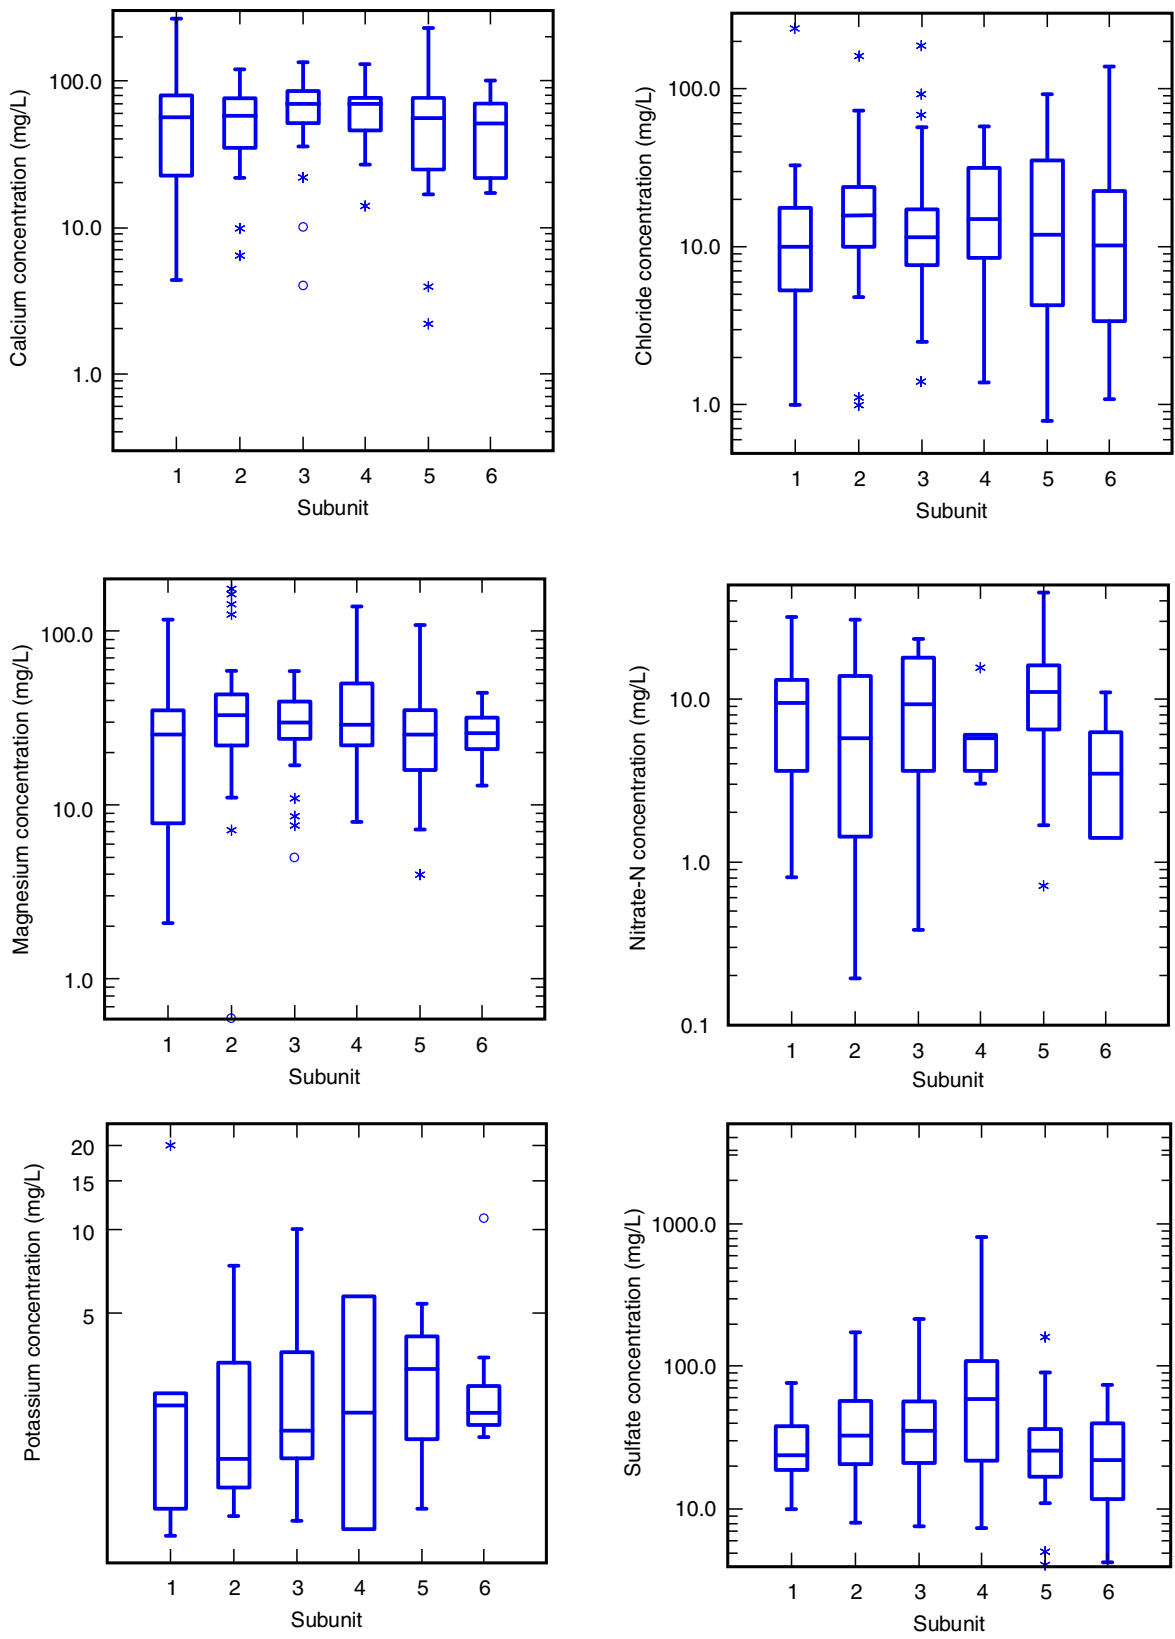 Calcium concentration (mg/L)
100.0
10.0
1.0
1 2 3 4 5 6
Subunit
Chloride concentration (mg/L)
100.0
10.0
1.0
1 2 3 4 5 6
Subunit
Magnesium concentration (mg/L)
100.0
10.0
1.0
1 2 3 4 5 6
Subunit
Nitrate-N concentration (mg/L)
10.0
1.0
0.1
1 2 3 4 5 6
Subunit
Potassium concentration (mg/L)
20
15
10
5
1 2 3 4 5 6
Subunit
Sulfate concentration (mg/L)
1000.0
100.0
10.0
1 2 3 4 5 6
Subunit